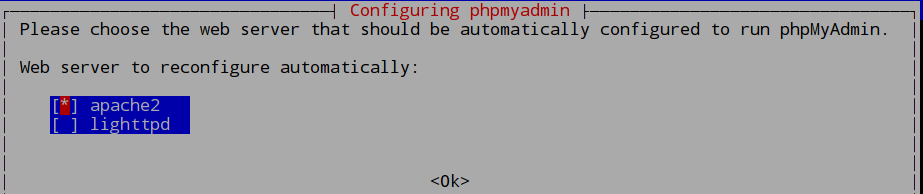 Configuring phpmyadmin
Please choose the web server that should be automatically configured to run phpMyAdmin.
Web server to reconfigure automatically:
[*] apache2
[ ] lighttpd
<Ok>